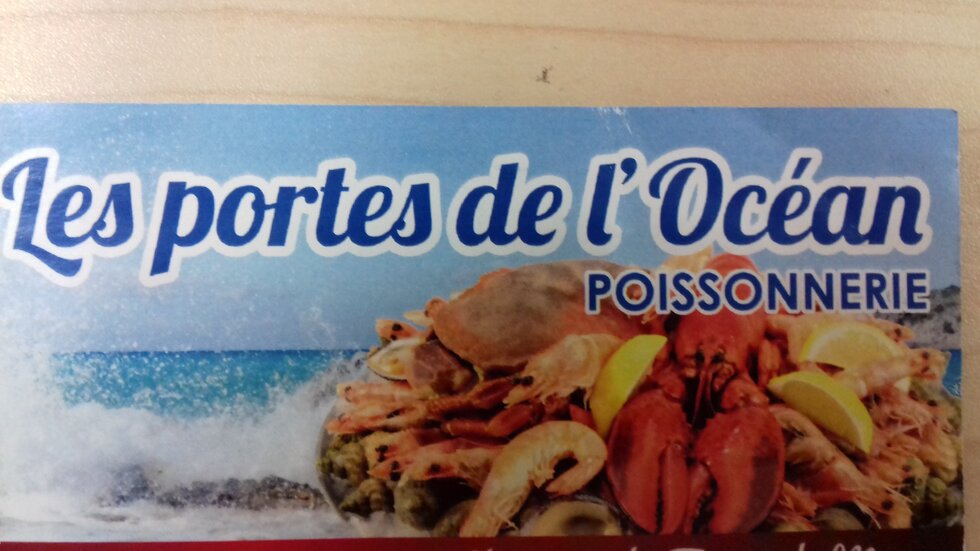 Les portes de l'Océan
POISSONNERIE